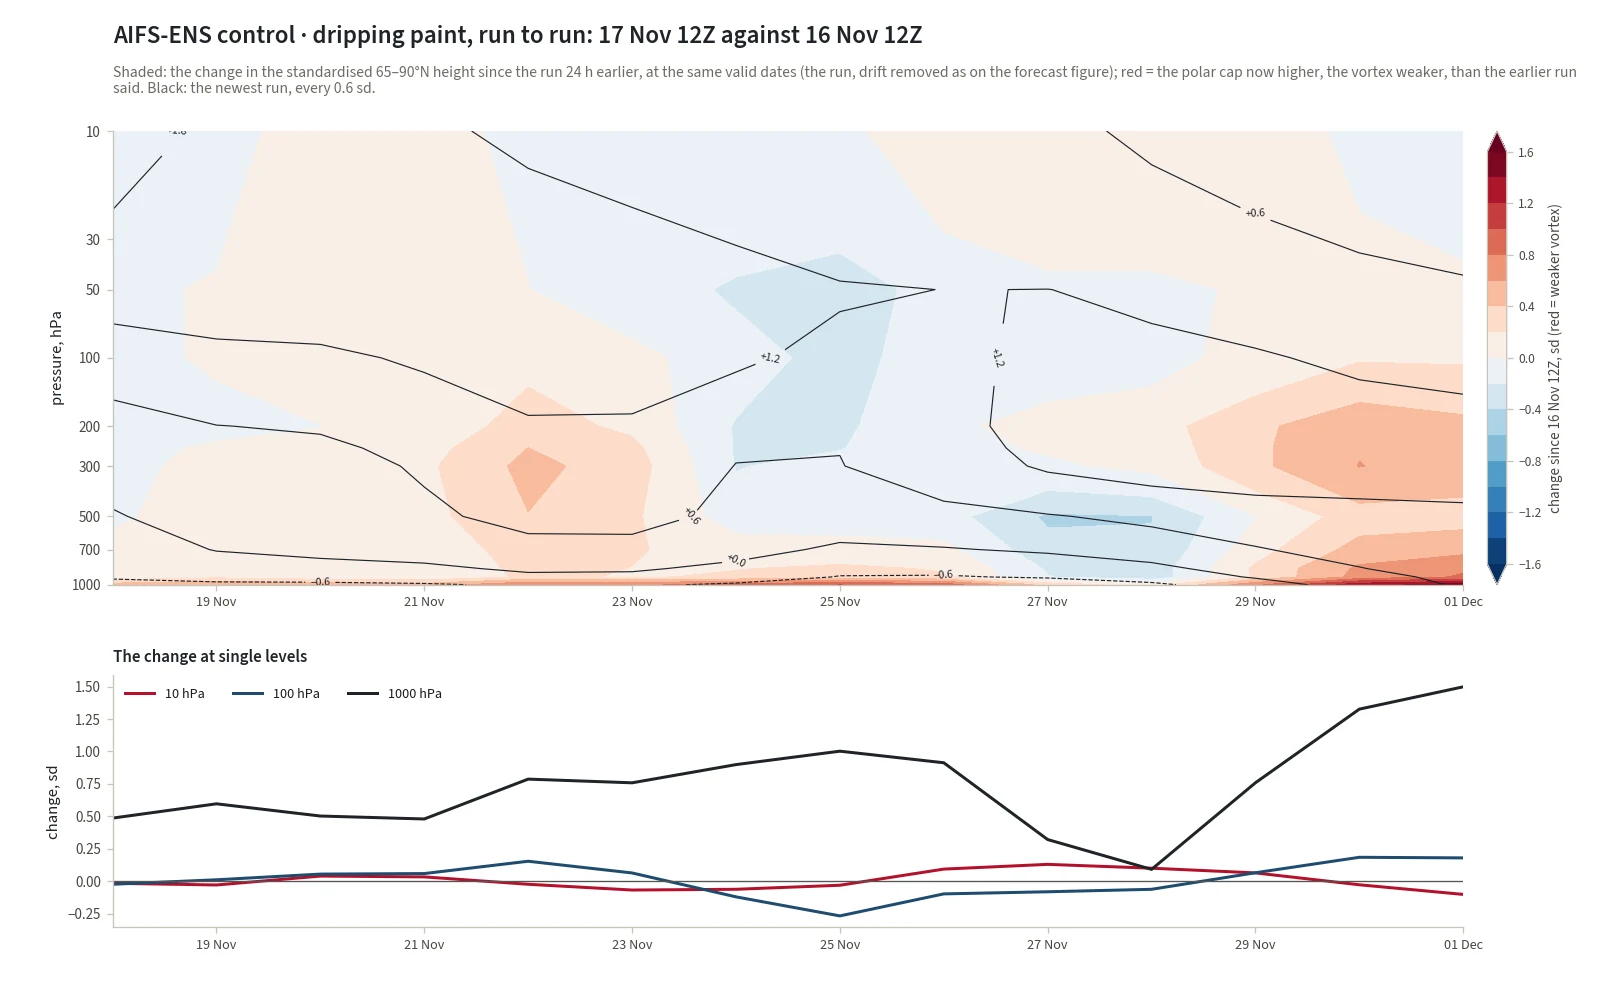 AIFS-ENS control · dripping paint, run to run: 17 Nov 12Z against 16 Nov 12Z
Shaded: the change in the standardised 65–90°N height since the run 24 h earlier, at the same valid dates (the run, drift removed as on the forecast figure); red = the polar cap now higher, the vortex weaker, than the earlier run
said. Black: the newest run, every 0.6 sd.
pressure, hPa
10
30
50
100
200
300
500
700
1000
+0.6
+1.2
+1.2
+0.6
+0.0
−0.6
−0.6
19 Nov
21 Nov
23 Nov
25 Nov
27 Nov
29 Nov
01 Dec
1.6
1.2
0.8
0.4
0.0
−0.4
−0.8
−1.2
−1.6
change since 16 Nov 12Z, sd (red = weaker vortex)
The change at single levels
10 hPa
100 hPa
1000 hPa
change, sd
1.50
1.25
1.00
0.75
0.50
0.25
0.00
−0.25
19 Nov
21 Nov
23 Nov
25 Nov
27 Nov
29 Nov
01 Dec